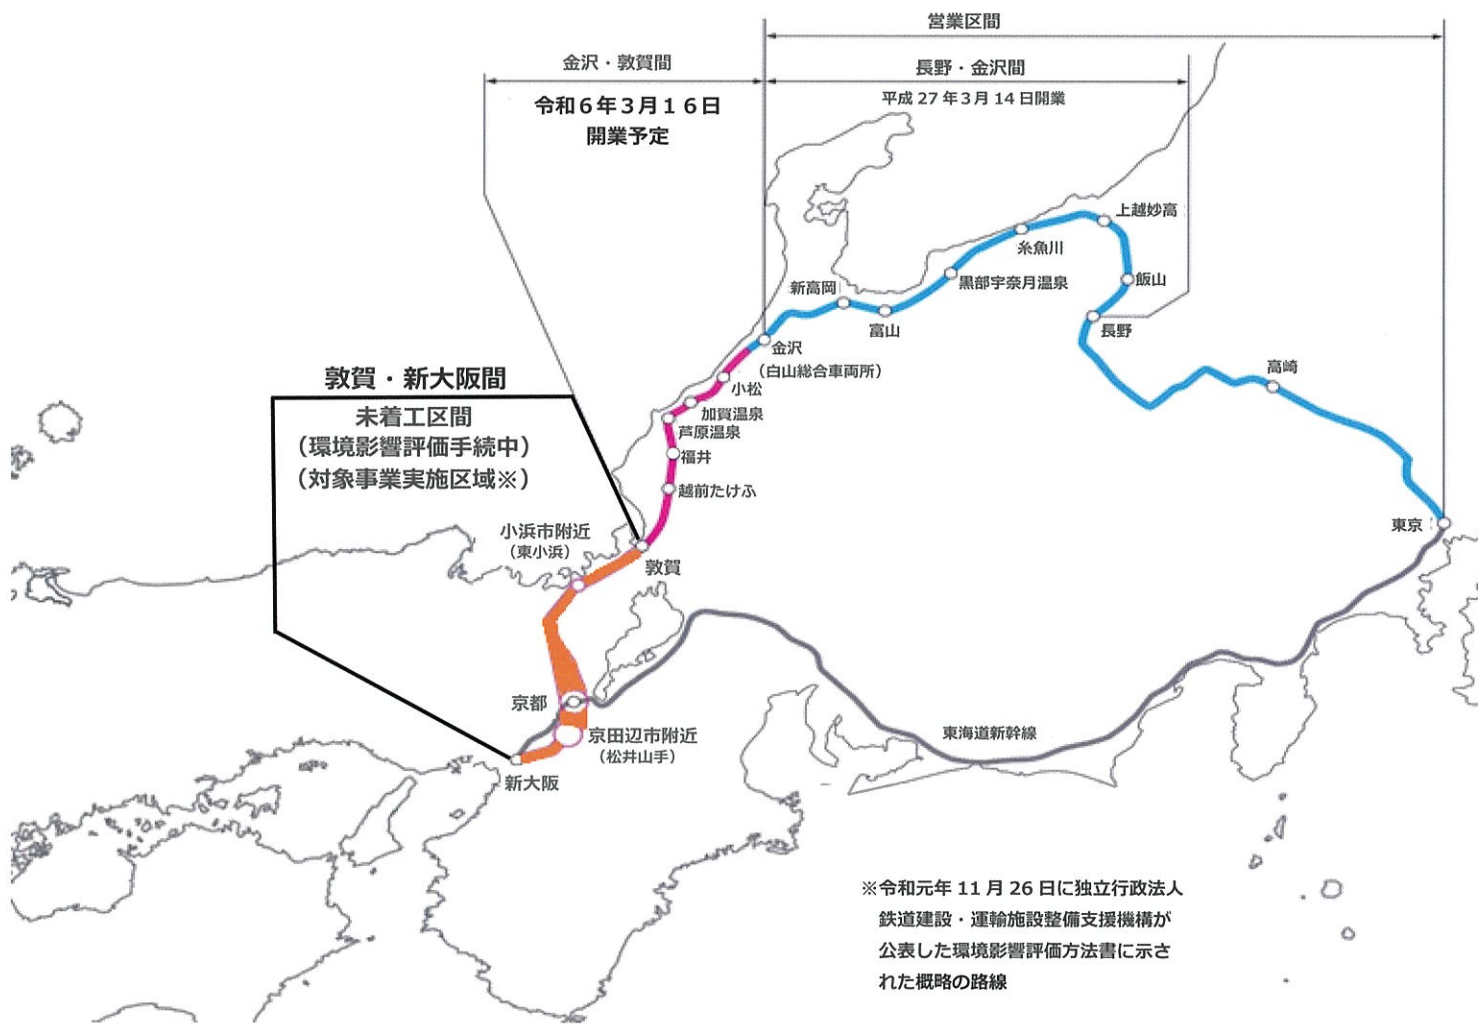 営業区間
金沢・敦賀間
長野・金沢間
令和6年3月16日
開業予定
平成 27 年 3 月 14 日開業
上越妙高
糸魚川
飯山
黒部宇奈月温泉
新高岡
富山
長野
金沢
(白山総合車両所)
高崎
小松
加賀温泉
芦原温泉
福井
越前たけふ
敦賀・新大阪間
未着工区間
(環境影響評価手続中)
(対象事業実施区域※)
小浜市附近
(東小浜)
敦賀
東京
京都
京田辺市附近
(松井山手)
新大阪
東海道新幹線
※令和元年 11 月 26 日に独立行政法人
鉄道建設・運輸施設整備支援機構が
公表した環境影響評価方法書に示さ
れた概略の路線